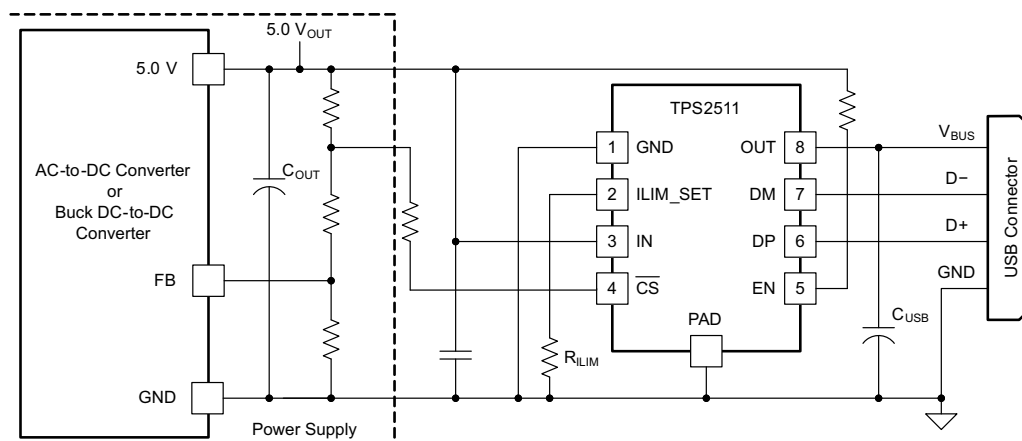 5.0 V_OUT
5.0 V
AC-to-DC Converter
or
Buck DC-to-DC
Converter
C_OUT
FB
GND
Power Supply
R_ILIM
TPS2511
1 GND
2 ILIM_SET
3 IN
4 C̅S̅
OUT 8
DM 7
DP 6
EN 5
PAD
V_BUS
D−
D+
GND
C_USB
USB Connector